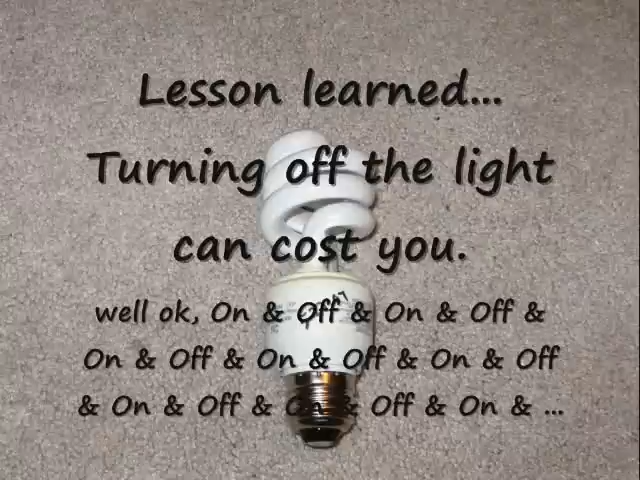 Lesson learned...
Turning off the light
can cost you.
well ok, On & Off & On & Off &
On & Off & On & Off & On & Off
& On & Off & On & Off & On & ...